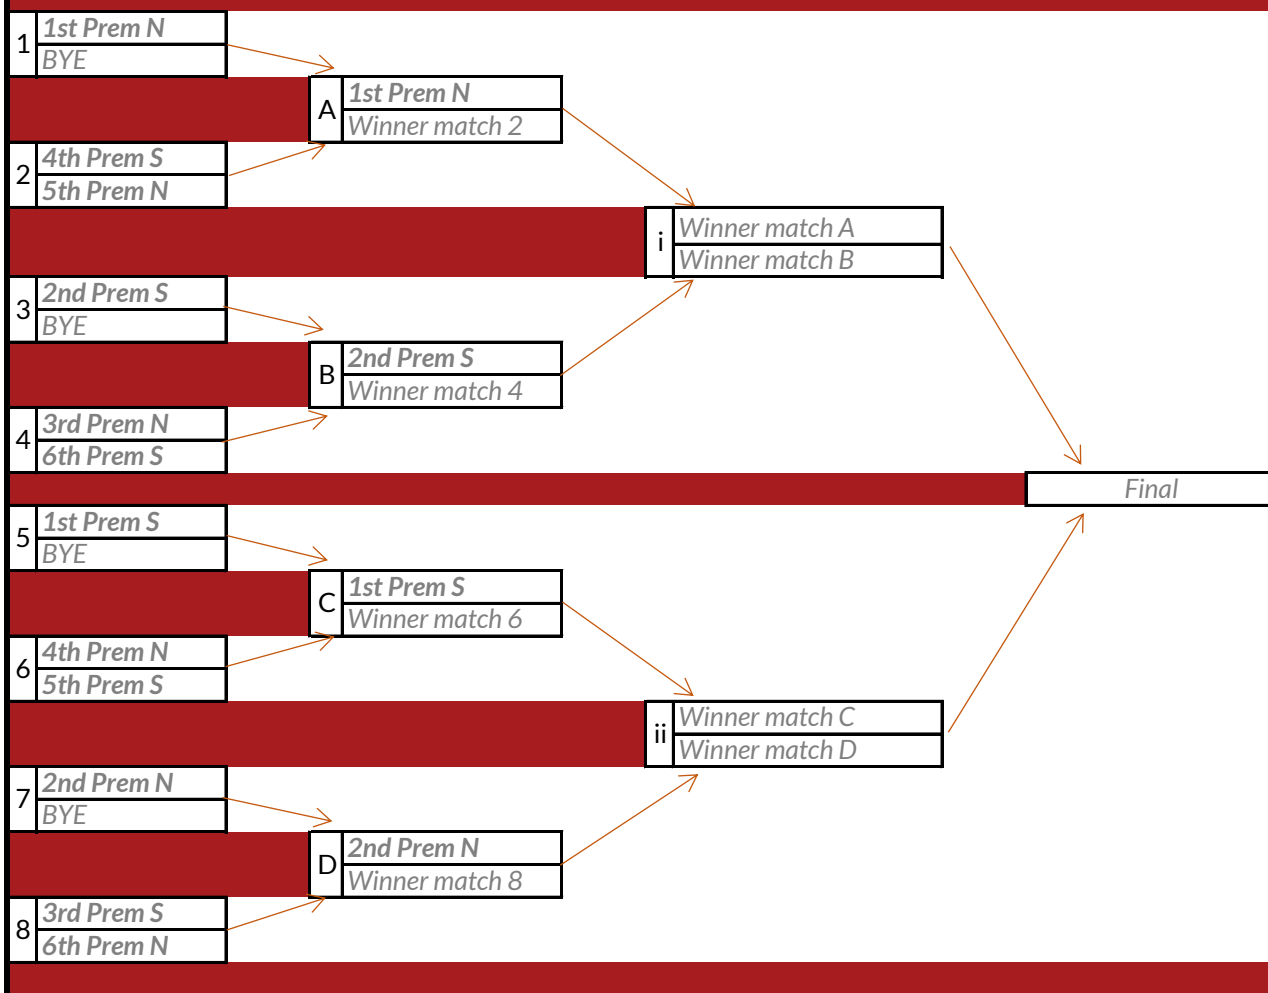 1
1st Prem N
BYE
A
1st Prem N
Winner match 2
2
4th Prem S
5th Prem N
i
Winner match A
Winner match B
3
2nd Prem S
BYE
B
2nd Prem S
Winner match 4
4
3rd Prem N
6th Prem S
Final
5
1st Prem S
BYE
C
1st Prem S
Winner match 6
6
4th Prem N
5th Prem S
ii
Winner match C
Winner match D
7
2nd Prem N
BYE
D
2nd Prem N
Winner match 8
8
3rd Prem S
6th Prem N